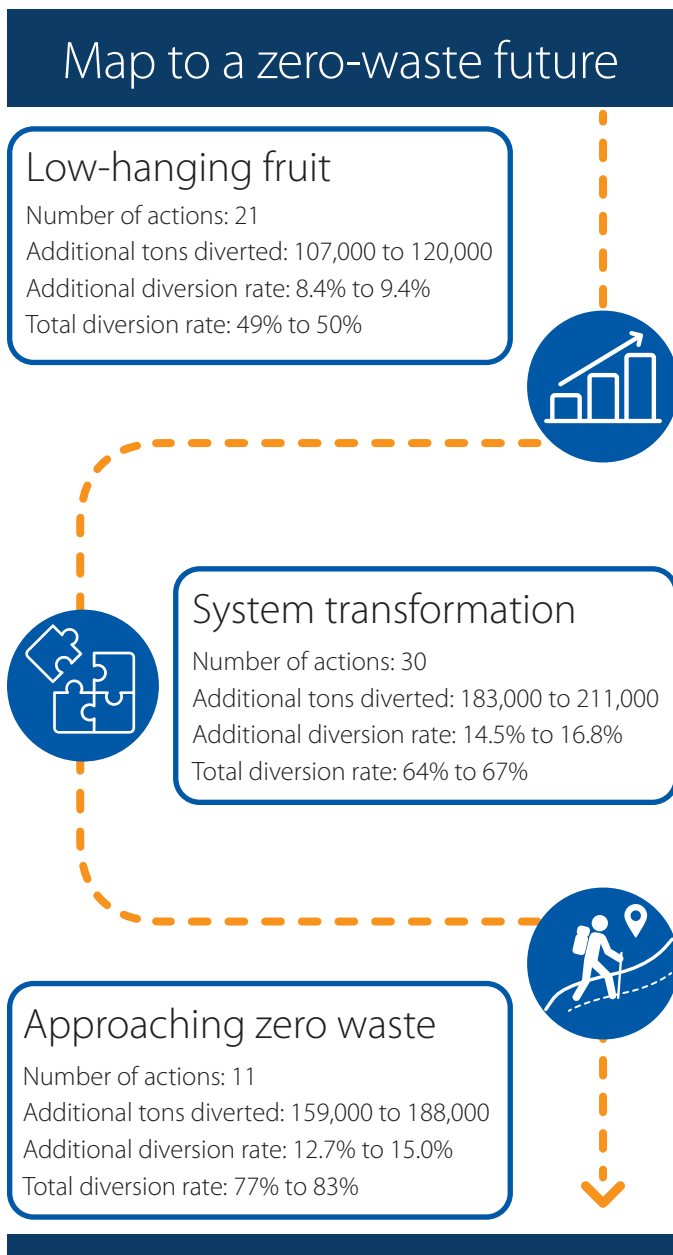 Map to a zero-waste future
Low-hanging fruit
Number of actions: 21
Additional tons diverted: 107,000 to 120,000
Additional diversion rate: 8.4% to 9.4%
Total diversion rate: 49% to 50%
System transformation
Number of actions: 30
Additional tons diverted: 183,000 to 211,000
Additional diversion rate: 14.5% to 16.8%
Total diversion rate: 64% to 67%
Approaching zero waste
Number of actions: 11
Additional tons diverted: 159,000 to 188,000
Additional diversion rate: 12.7% to 15.0%
Total diversion rate: 77% to 83%